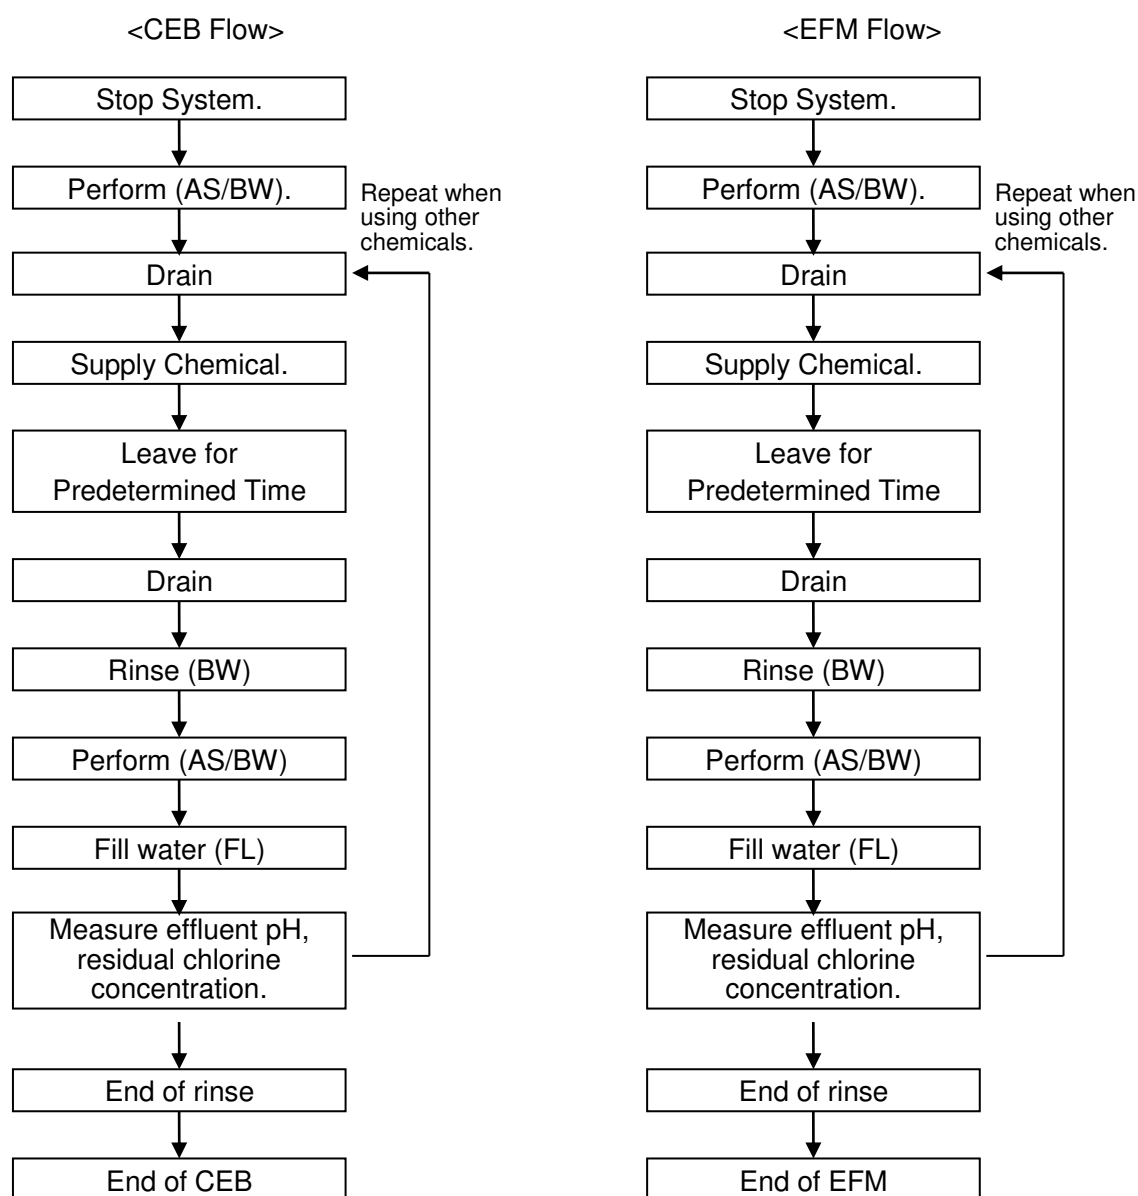 <CEB Flow>
Stop System.
Perform (AS/BW).
Repeat when
using other
chemicals.
Drain
Supply Chemical.
Leave for
Predetermined Time
Drain
Rinse (BW)
Perform (AS/BW)
Fill water (FL)
Measure effluent pH,
residual chlorine
concentration.
End of rinse
End of CEB
<EFM Flow>
Stop System.
Perform (AS/BW).
Repeat when
using other
chemicals.
Drain
Supply Chemical.
Leave for
Predetermined Time
Drain
Rinse (BW)
Perform (AS/BW)
Fill water (FL)
Measure effluent pH,
residual chlorine
concentration.
End of rinse
End of EFM